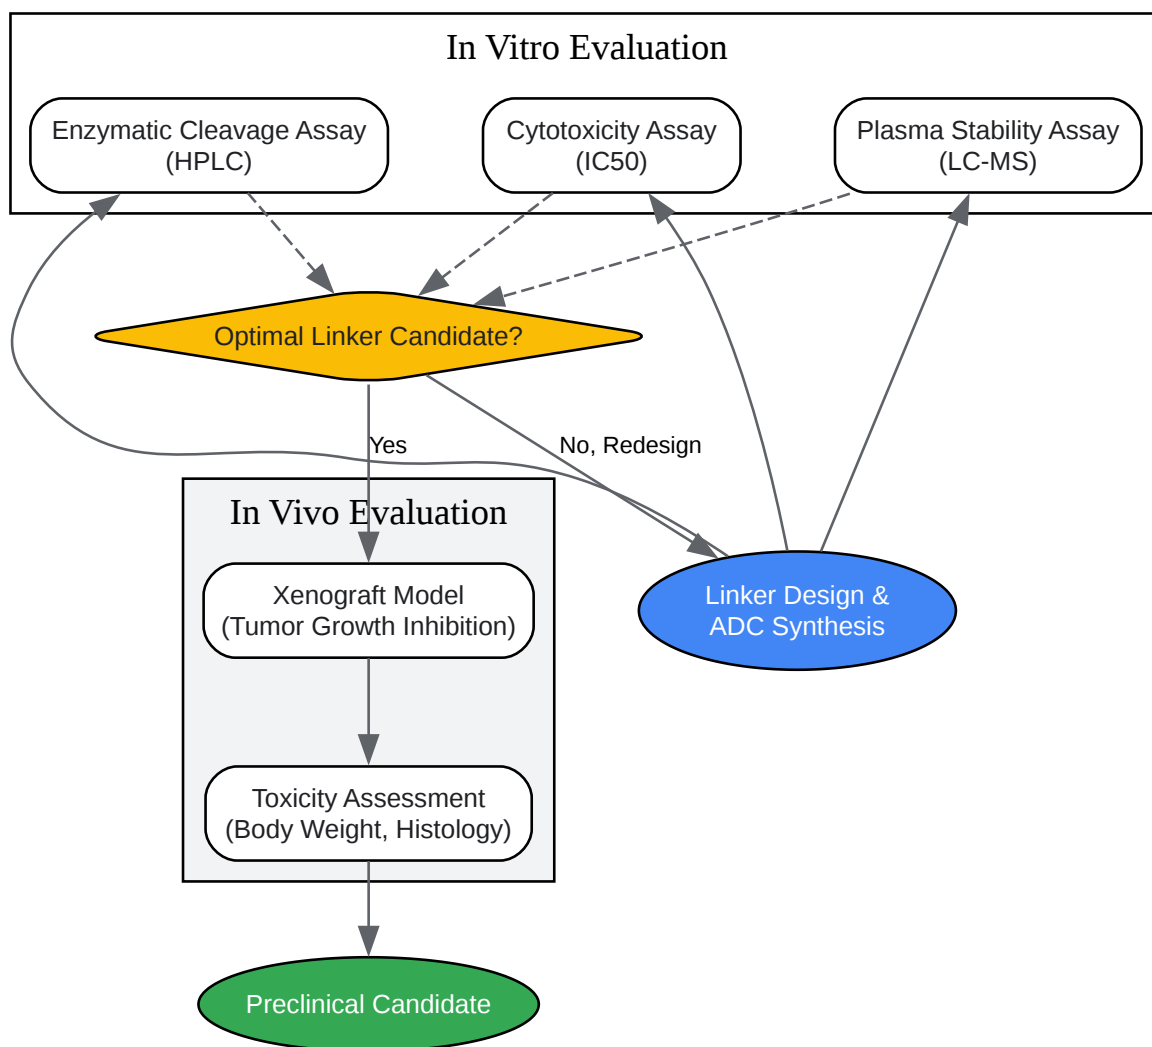 In Vitro Evaluation
Enzymatic Cleavage Assay
(HPLC)
Cytotoxicity Assay
(IC50)
Plasma Stability Assay
(LC-MS)
Optimal Linker Candidate?
Yes
No, Redesign
In Vivo Evaluation
Xenograft Model
(Tumor Growth Inhibition)
Linker Design &
ADC Synthesis
Toxicity Assessment
(Body Weight, Histology)
Preclinical Candidate